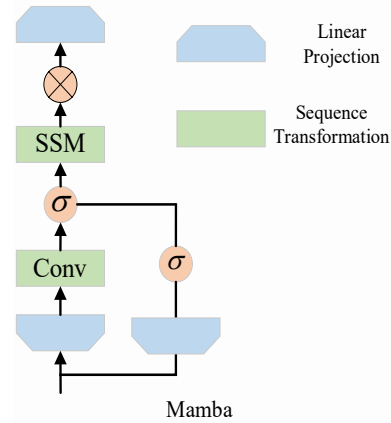 Linear
Projection
SSM
Sequence
Transformation
σ
σ
Conv
Mamba